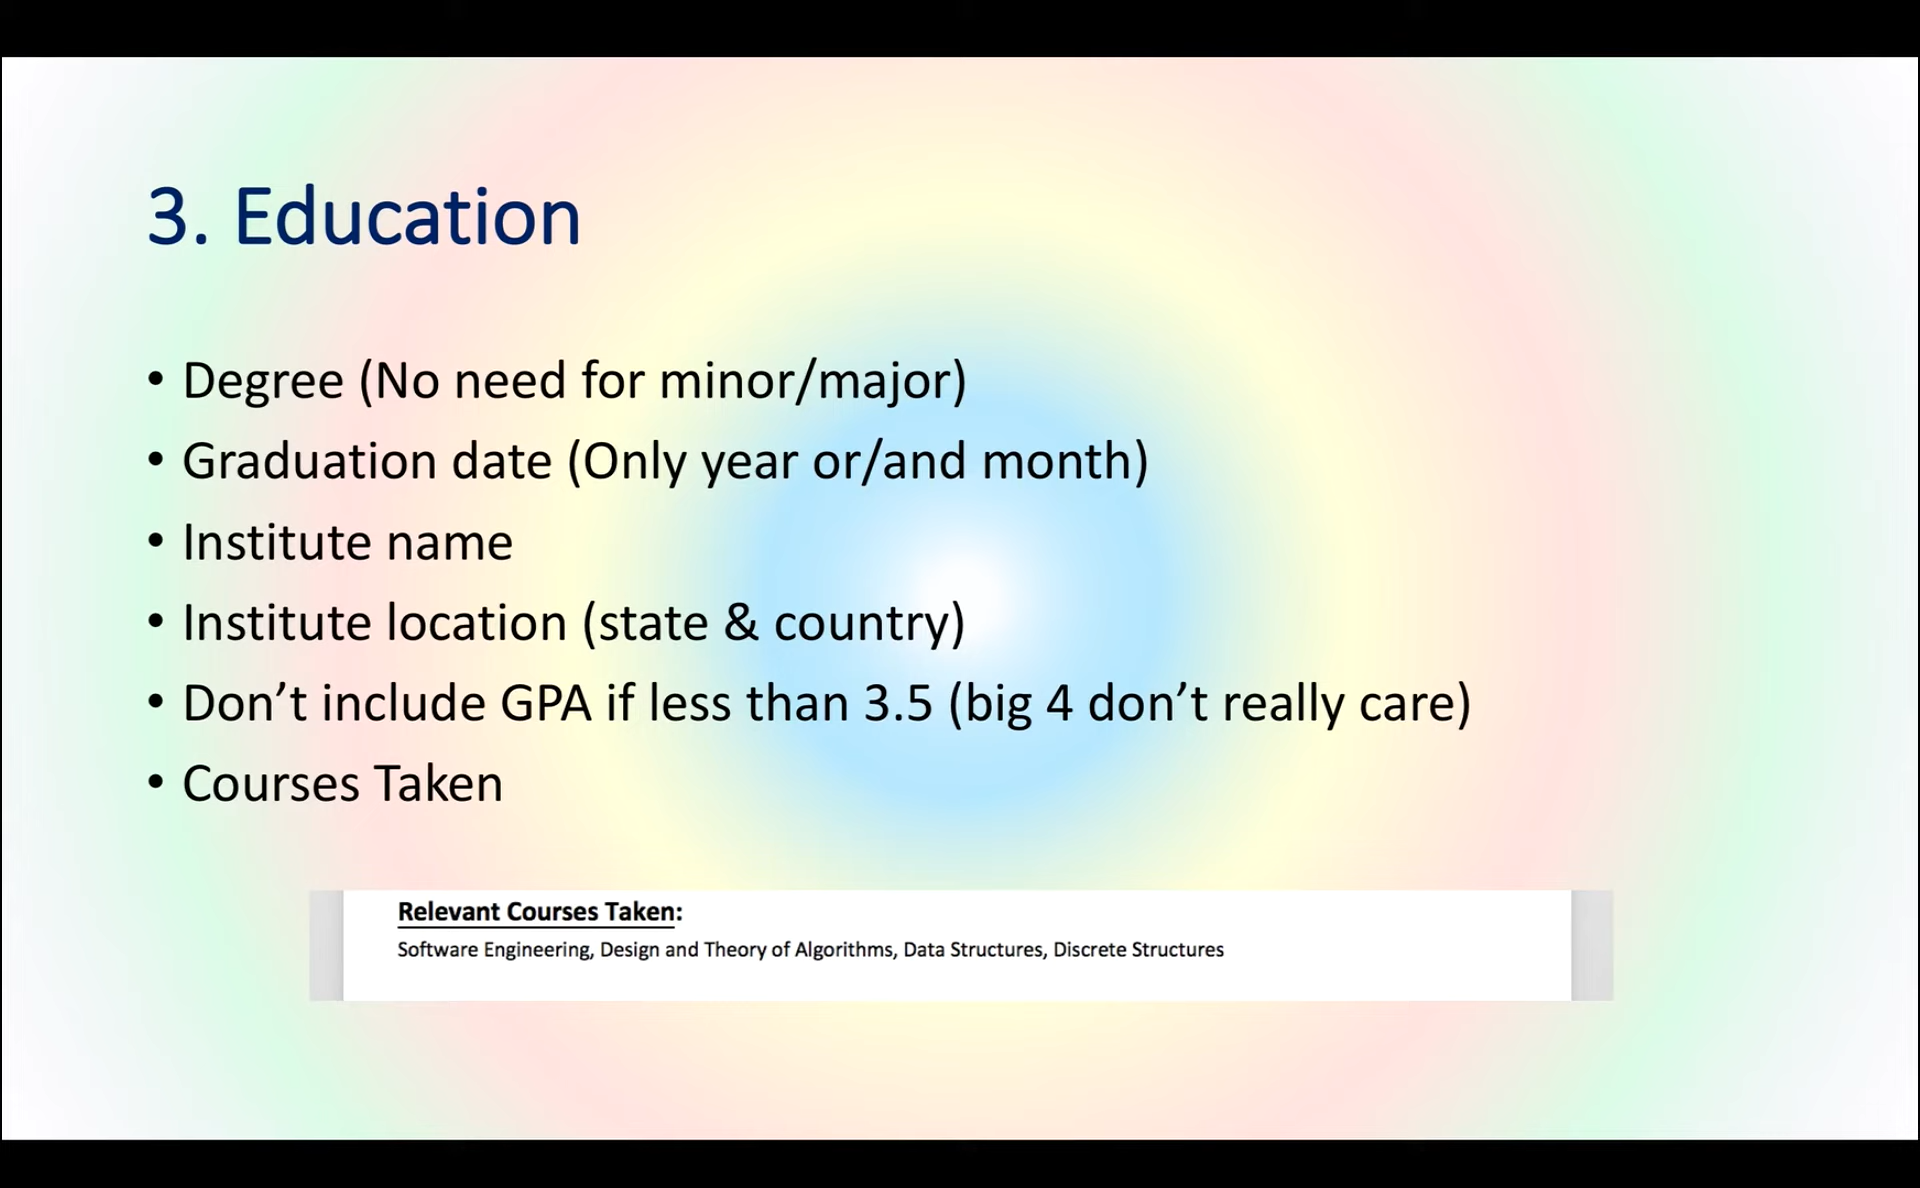 3. Education
• Degree (No need for minor/major)
• Graduation date (Only year or/and month)
• Institute name
• Institute location (state & country)
• Don’t include GPA if less than 3.5 (big 4 don’t really care)
• Courses Taken
Relevant Courses Taken:
Software Engineering, Design and Theory of Algorithms, Data Structures, Discrete Structures